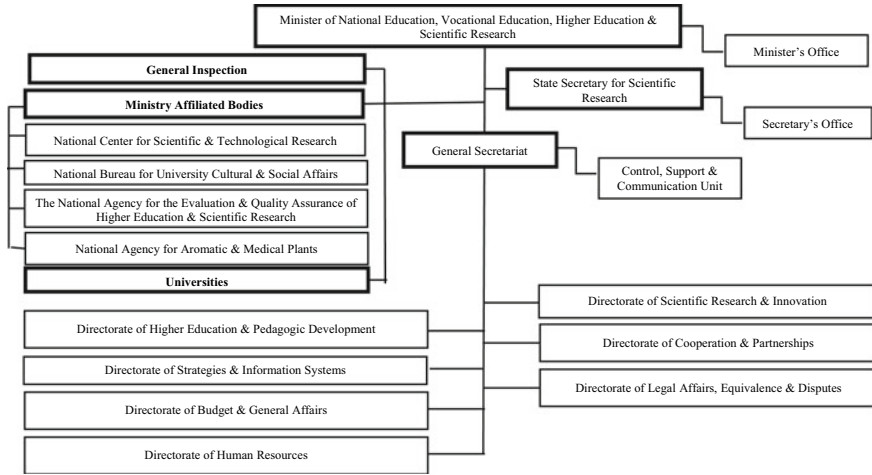 Minister of National Education, Vocational Education, Higher Education &
Scientific Research
Minister's Office
General Inspection
State Secretary for Scientific
Research
Ministry Affiliated Bodies
Secretary's Office
National Center for Scientific & Technological Research
General Secretariat
National Bureau for University Cultural & Social Affairs
Control, Support &
Communication Unit
The National Agency for the Evaluation & Quality Assurance of
Higher Education & Scientific Research
National Agency for Aromatic & Medical Plants
Universities
Directorate of Scientific Research & Innovation
Directorate of Higher Education & Pedagogic Development
Directorate of Cooperation & Partnerships
Directorate of Strategies & Information Systems
Directorate of Legal Affairs, Equivalence & Disputes
Directorate of Budget & General Affairs
Directorate of Human Resources